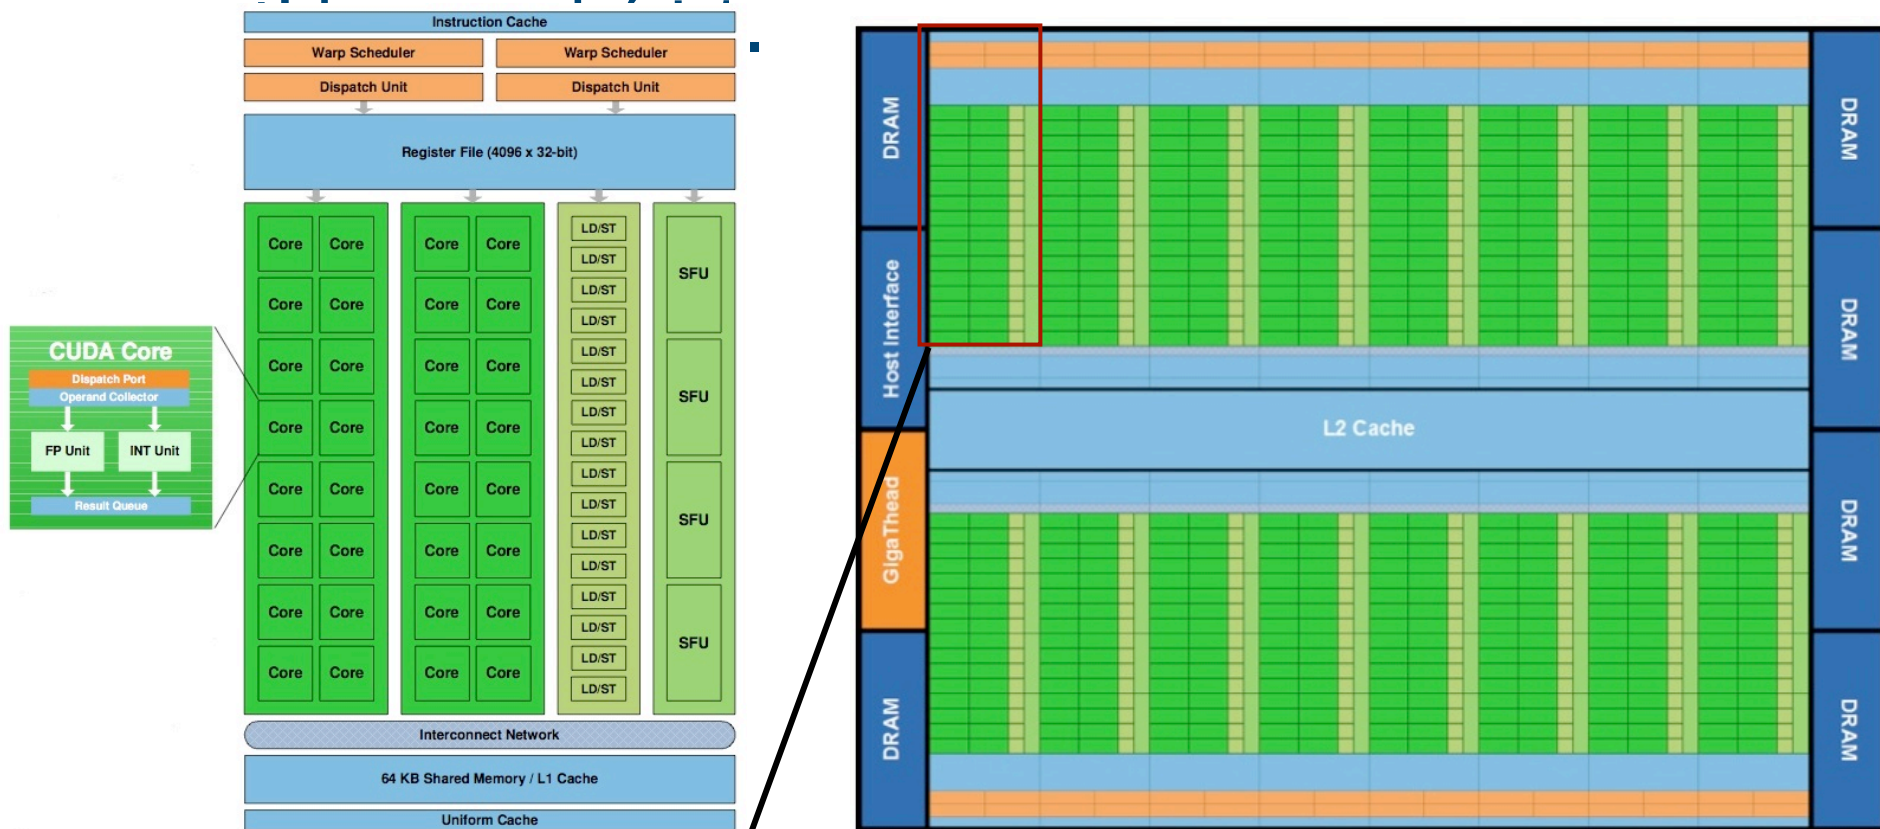 Instruction Cache
Warp Scheduler
Warp Scheduler
Dispatch Unit
Dispatch Unit
Register File (4096 x 32-bit)
Core Core Core Core LD/ST
LD/ST
SFU
Core Core Core Core LD/ST
LD/ST
Core Core Core Core LD/ST
LD/ST
SFU
Core Core Core Core LD/ST
LD/ST
Core Core Core Core LD/ST
LD/ST
SFU
Core Core Core Core LD/ST
LD/ST
Core Core Core Core LD/ST
LD/ST
SFU
Core Core Core Core LD/ST
LD/ST
Interconnect Network
64 KB Shared Memory / L1 Cache
Uniform Cache
CUDA Core
Dispatch Port
Operand Collector
FP Unit
INT Unit
Result Queue
DRAM
Host Interface
GigaThead
DRAM
L2 Cache
DRAM
DRAM
DRAM
DRAM